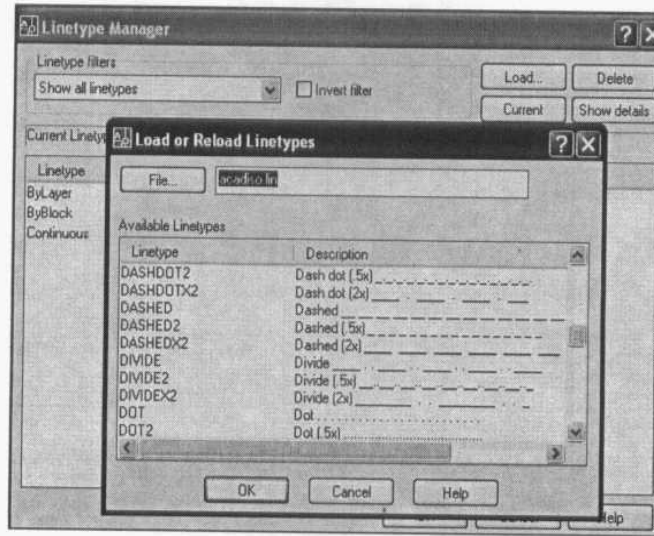 Linetype Manager
Linetype filters
Show all linetypes
Invert filter
Load...
Delete
Current
Show details
Current Linety
Linetype
ByLayer
ByBlock
Continuous
Load or Reload Linetypes
File...
acadiso.lin
Available Linetypes
Linetype Description
DASHDOT2 Dash dot (.5x)
DASHDOTX2 Dash dot (2x)
DASHED Dashed
DASHED2 Dashed (.5x)
DASHEDX2 Dashed (2x)
DIVIDE Divide
DIVIDE2 Divide (.5x)
DIVIDEX2 Divide (2x)
DOT Dot
DOT2 Dot (.5x)
OK
Cancel
Help
Help